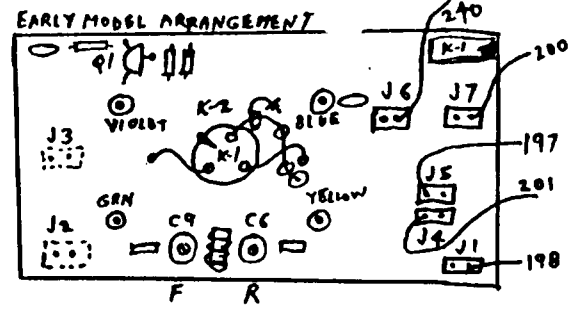 EARLY MODEL ARRANGEMENT
240
K-1
200
Q1
J6
J7
VIOLET
K-2
BLUE
J3
K-1
197
J5
201
GRN
YELLOW
J2
C9
C6
J4
J1
198
F
R